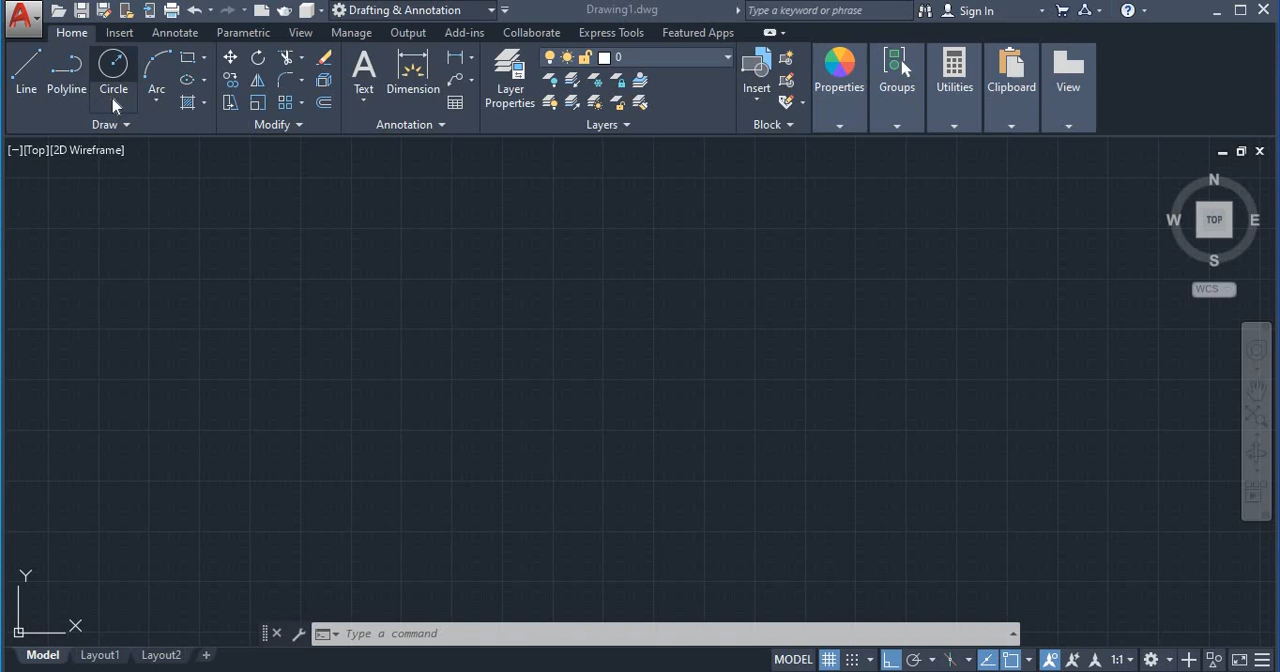 Drafting & Annotation
Drawing1.dwg
Type a keyword or phrase
Sign In
Home Insert Annotate Parametric View Manage Output Add-ins Collaborate Express Tools Featured Apps
0
Line Polyline Circle Arc Text Dimension Layer Properties Insert Properties Groups Utilities Clipboard View
Draw Modify Annotation Layers Block
[−][Top][2D Wireframe]
N
W TOP E
S
WCS
Y
X
Type a command
Model Layout1 Layout2 +
MODEL 1:1